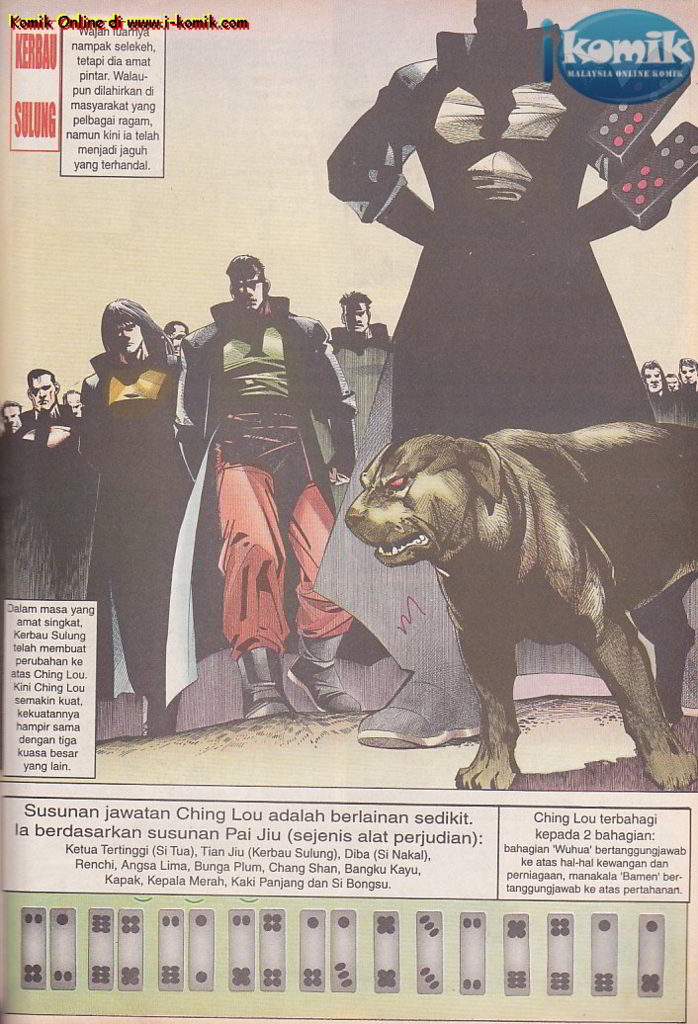 Komik Online di www.i-komik.com
ikomik
MALAYSIA ONLINE KOMIK
KERBAU
SULUNG
Wajah luarnya
nampak selekeh,
tetapi dia amat
pintar. Walau-
pun dilahirkan di
masyarakat yang
pelbagai ragam,
namun kini ia telah
menjadi jaguh
yang terhandal.
Dalam masa yang
amat singkat,
Kerbau Sulung
telah membuat
perubahan ke
atas Ching Lou.
Kini Ching Lou
semakin kuat,
kekuatannya
hampir sama
dengan tiga
kuasa besar
yang lain.
Susunan jawatan Ching Lou adalah berlainan sedikit.
Ia berdasarkan susunan Pai Jiu (sejenis alat perjudian):
Ketua Tertinggi (Si Tua), Tian Jiu (Kerbau Sulung), Diba (Si Nakal),
Renchi, Angsa Lima, Bunga Plum, Chang Shan, Bangku Kayu,
Kapak, Kepala Merah, Kaki Panjang dan Si Bongsu.
Ching Lou terbahagi
kepada 2 bahagian:
bahagian 'Wuhua' bertanggungjawab
ke atas hal-hal kewangan dan
perniagaan, manakala 'Bamen' ber-
tanggungjawab ke atas pertahanan.